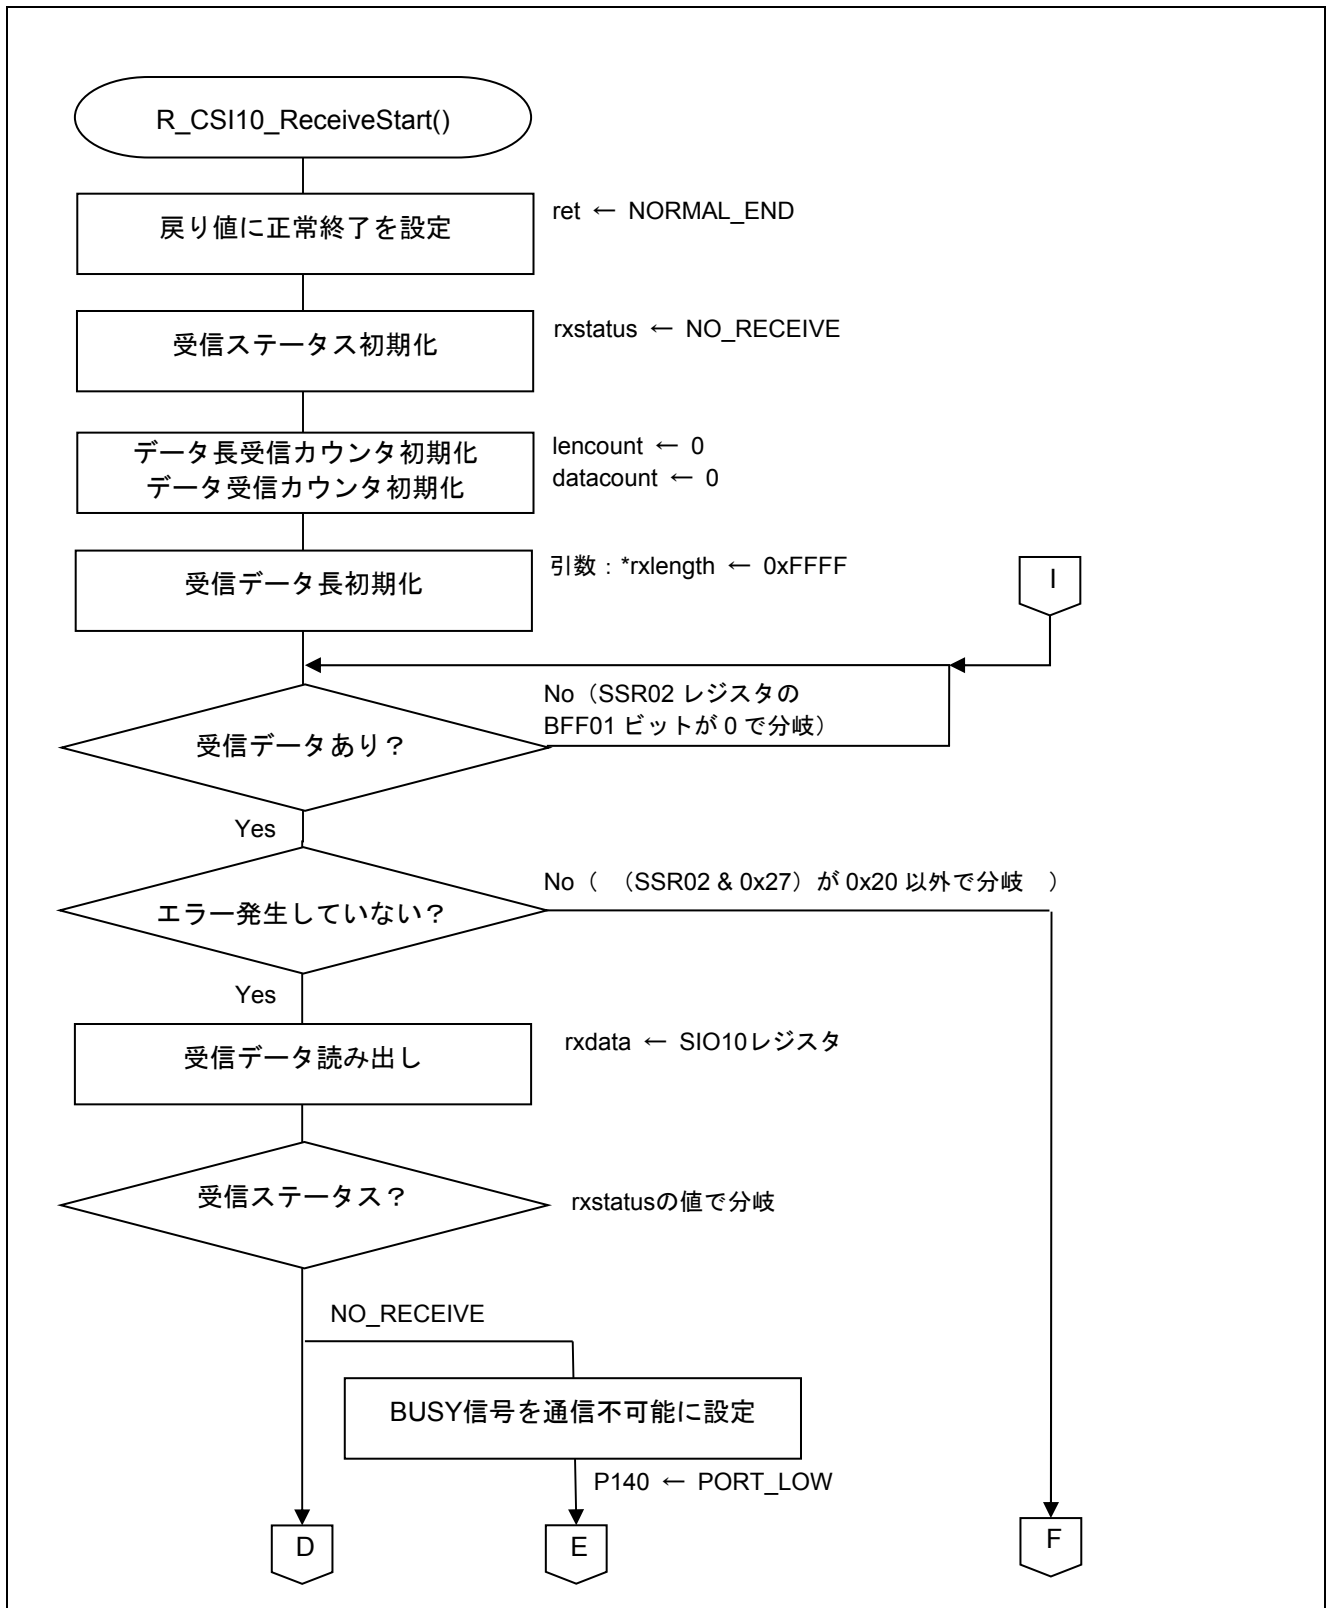 R_CSI10_ReceiveStart()
戻り値に正常終了を設定
ret ← NORMAL_END
受信ステータス初期化
rxstatus ← NO_RECEIVE
データ長受信カウンタ初期化
データ受信カウンタ初期化
lencount ← 0
datacount ← 0
受信データ長初期化
引数：*rxlength ← 0xFFFF
I
No（SSR02 レジスタの
BFF01 ビットが 0 で分岐）
受信データあり？
Yes
No（ （SSR02 & 0x27）が 0x20 以外で分岐 ）
エラー発生していない？
Yes
受信データ読み出し
rxdata ← SIO10レジスタ
受信ステータス？
rxstatusの値で分岐
NO_RECEIVE
BUSY信号を通信不可能に設定
P140 ← PORT_LOW
D
E
F